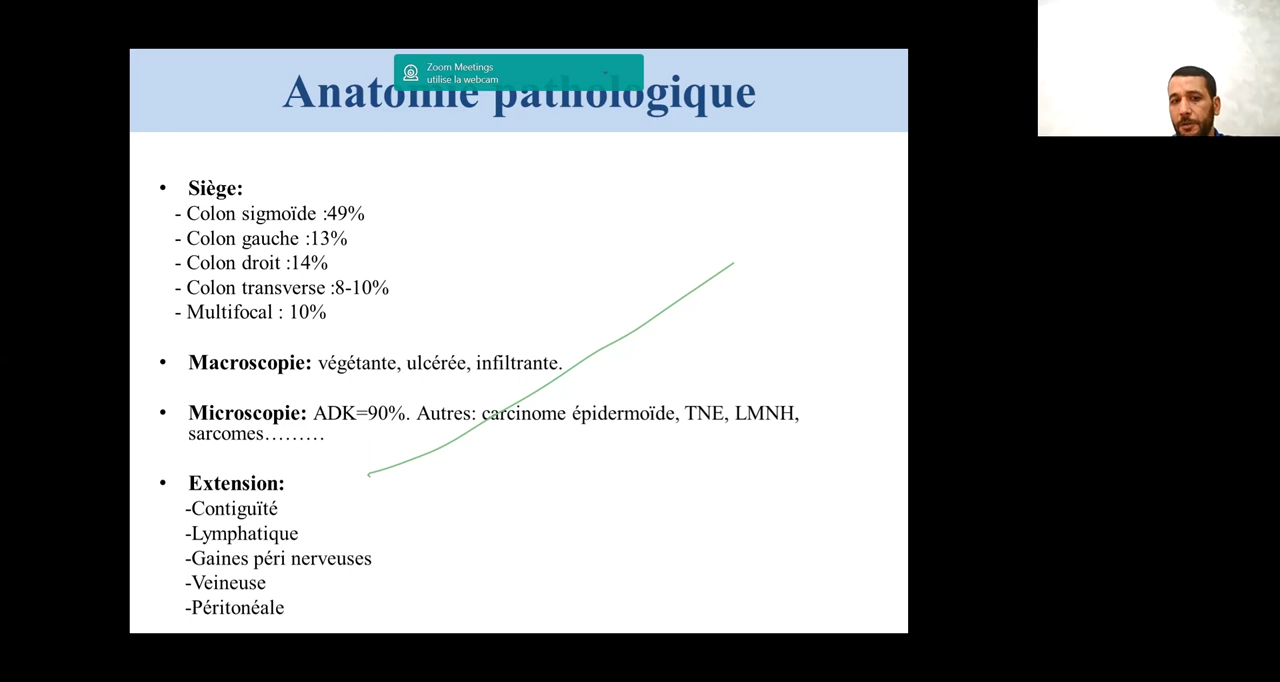 Zoom Meetings
utilise la webcam
Anatomie pathologique
• Siège:
- Colon sigmoïde :49%
- Colon gauche :13%
- Colon droit :14%
- Colon transverse :8-10%
- Multifocal : 10%
• Macroscopie: végétante, ulcérée, infiltrante.
• Microscopie: ADK=90%. Autres: carcinome épidermoïde, TNE, LMNH,
sarcomes………
• Extension:
-Contiguïté
-Lymphatique
-Gaines péri nerveuses
-Veineuse
-Péritonéale